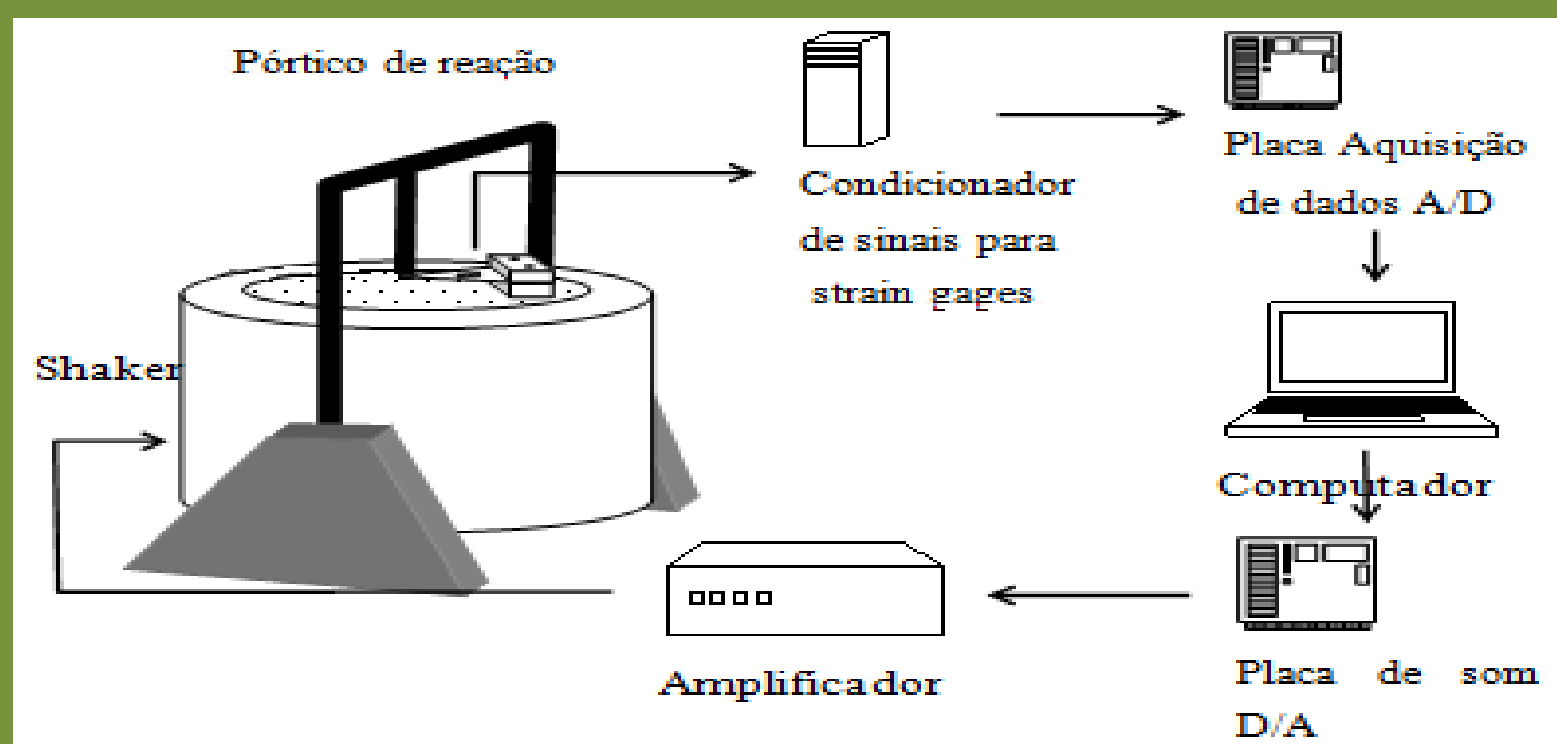 Pórtico de reação
Condicionador
de sinais para
strain gages
Placa Aquisição
de dados A/D
Shaker
Computador
Amplificador
Placa de som
D/A